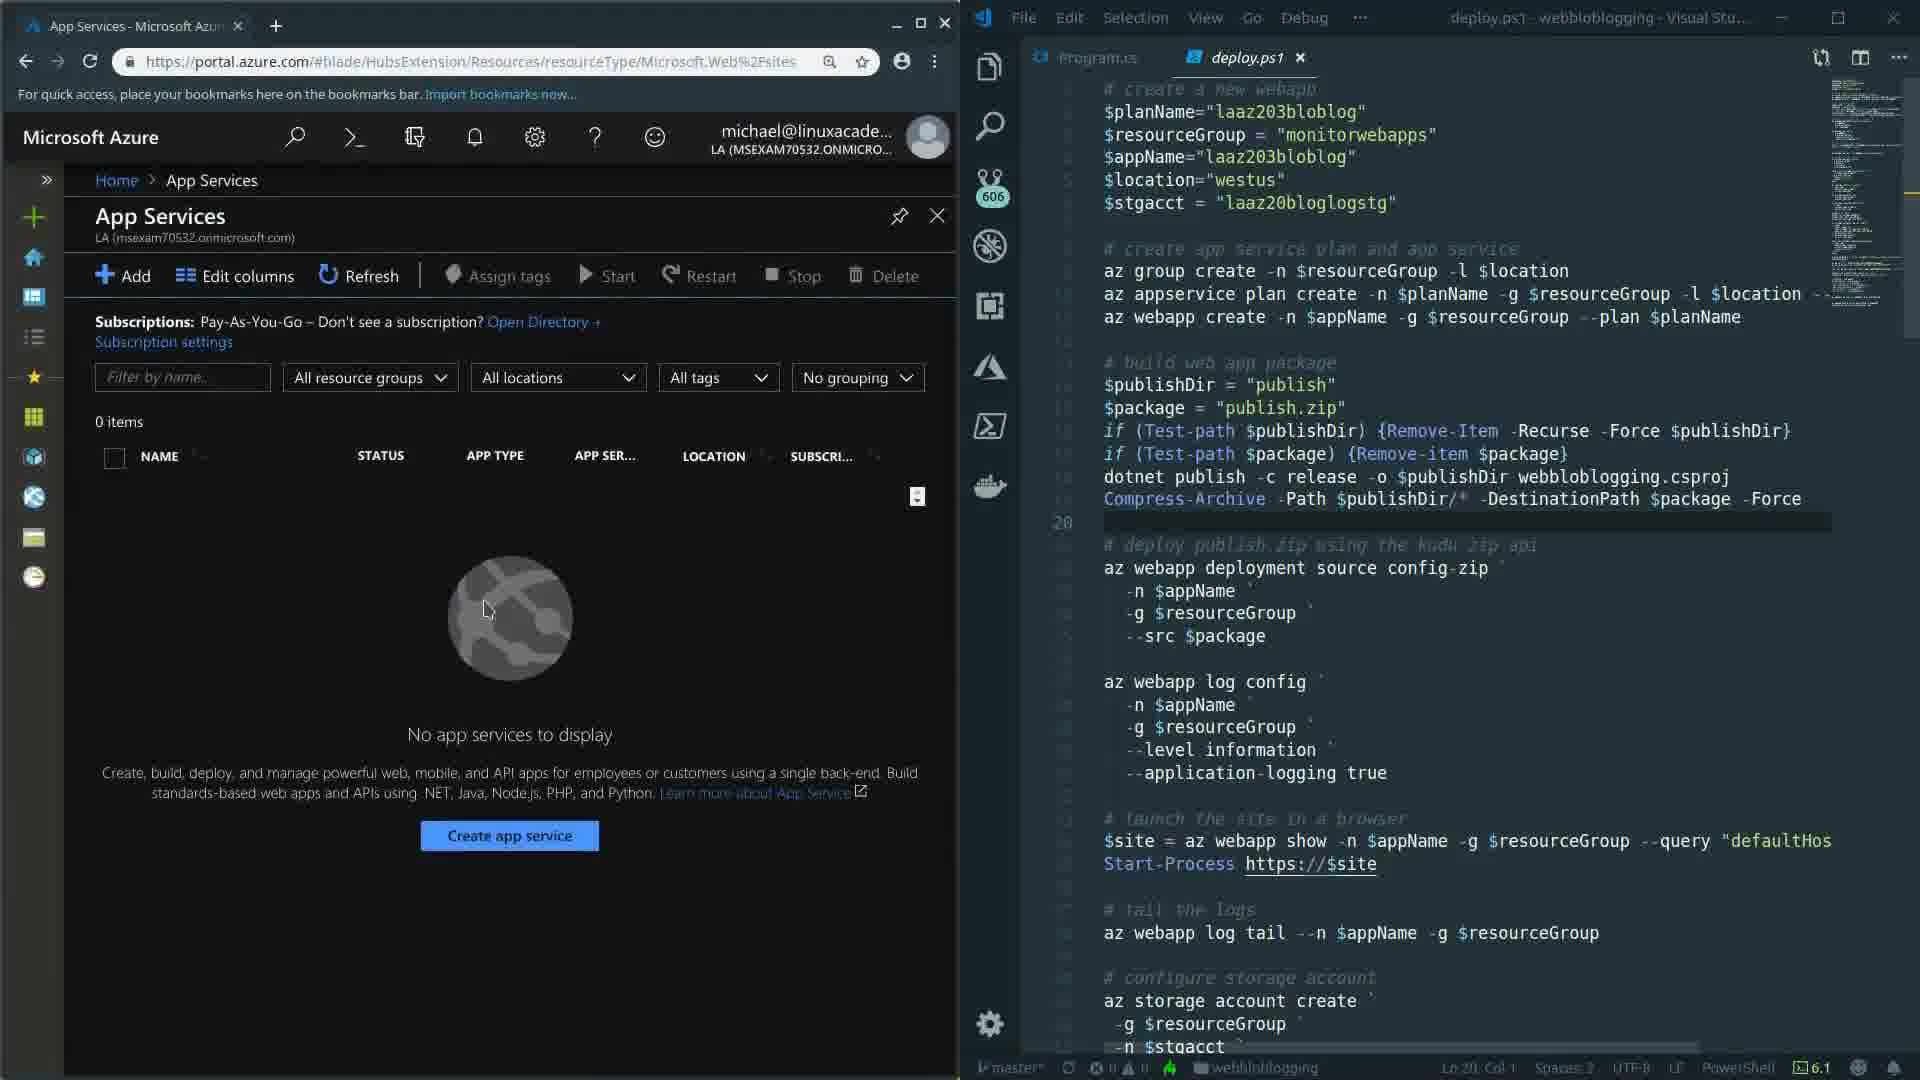 App Services - Microsoft Azu
https://portal.azure.com/#blade/HubsExtension/Resources/resourceType/Microsoft.Web%2Fsites
For quick access, place your bookmarks here on the bookmarks bar. Import bookmarks now...
Microsoft Azure
michael@linuxacade...
LA (MSEXAM70532.ONMICRO...
Home > App Services
App Services
LA (msexam70532.onmicrosoft.com)
Add Edit columns Refresh Assign tags Start Restart Stop Delete
Subscriptions: Pay-As-You-Go – Don't see a subscription? Open Directory +
Subscription settings
Filter by name... All resource groups All locations All tags No grouping
0 items
NAME STATUS APP TYPE APP SER... LOCATION SUBSCRI...
No app services to display
Create, build, deploy, and manage powerful web, mobile, and API apps for employees or customers using a single back-end. Build
standards-based web apps and APIs using .NET, Java, Node.js, PHP, and Python. Learn more about App Service
Create app service
File Edit Selection View Go Debug ... deploy.ps1 - webbloblogging - Visual Stu...
Program.cs deploy.ps1
606
# create a new webapp
$planName="laaz203bloblog"
$resourceGroup = "monitorwebapps"
$appName="laaz203bloblog"
$location="westus"
$stgacct = "laaz20bloglogstg"
# create app service plan and app service
az group create -n $resourceGroup -l $location
az appservice plan create -n $planName -g $resourceGroup -l $location --
az webapp create -n $appName -g $resourceGroup --plan $planName
# build web app package
$publishDir = "publish"
$package = "publish.zip"
if (Test-path $publishDir) {Remove-Item -Recurse -Force $publishDir}
if (Test-path $package) {Remove-item $package}
dotnet publish -c release -o $publishDir webbloblogging.csproj
Compress-Archive -Path $publishDir/* -DestinationPath $package -Force
20
# deploy publish.zip using the kudu zip api
az webapp deployment source config-zip `
-n $appName `
-g $resourceGroup `
--src $package
az webapp log config `
-n $appName `
-g $resourceGroup `
--level information `
--application-logging true
# launch the site in a browser
$site = az webapp show -n $appName -g $resourceGroup --query "defaultHos
Start-Process https://$site
# tail the logs
az webapp log tail --n $appName -g $resourceGroup
# configure storage account
az storage account create `
-g $resourceGroup `
-n $stgacct `
master* 0 0 webbloblogging Ln 20, Col 1 Spaces: 2 UTF-8 LF PowerShell 6.1